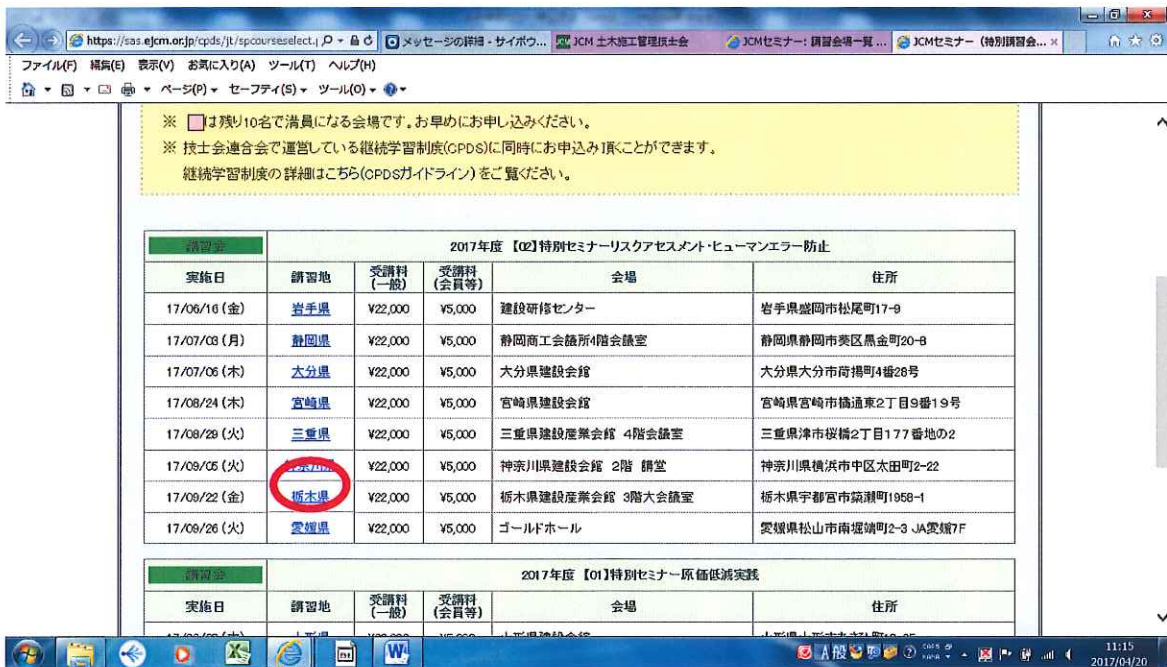 https://sas.ejcm.or.jp/cpds/jt/spcourseselect.j
メッセージの詳細 - サイボウ...
JCM 土木施工管理技士会
JCMセミナー: 講習会場一覧 ...
JCMセミナー (特別講習会...
ファイル(F) 編集(E) 表示(V) お気に入り(A) ツール(T) ヘルプ(H)
ページ(P) セーフティ(S) ツール(O)
※ は残り10名で満員になる会場です。お早めにお申し込みください。
※ 技士会連合会で運営している継続学習制度(CPDS)に同時にお申込み頂くことができます。
継続学習制度の詳細はこちら(CPDSガイドライン)をご覧ください。
講習会 2017年度 【02】特別セミナーリスクアセスメント・ヒューマンエラー防止
実施日 講習地 受講料(一般) 受講料(会員等) 会場 住所
17/06/16(金) 岩手県 ¥22,000 ¥5,000 建設研修センター 岩手県盛岡市松尾町17-9
17/07/03(月) 静岡県 ¥22,000 ¥5,000 静岡商工会議所4階会議室 静岡県静岡市葵区黒金町20-8
17/07/06(木) 大分県 ¥22,000 ¥5,000 大分県建設会館 大分県大分市荷揚町4番28号
17/08/24(木) 宮崎県 ¥22,000 ¥5,000 宮崎県建設会館 宮崎県宮崎市橘通東2丁目9番19号
17/08/29(火) 三重県 ¥22,000 ¥5,000 三重県建設産業会館 4階会議室 三重県津市桜橋2丁目177番地の2
17/09/05(火) 神奈川県 ¥22,000 ¥5,000 神奈川県建設会館 2階 講堂 神奈川県横浜市中区太田町2-22
17/09/22(金) 栃木県 ¥22,000 ¥5,000 栃木県建設産業会館 3階大会議室 栃木県宇都宮市簗瀬町1958-1
17/09/26(火) 愛媛県 ¥22,000 ¥5,000 ゴールドホール 愛媛県松山市南堀端町2-3 JA愛媛7F
講習会 2017年度 【01】特別セミナー原価低減実践
実施日 講習地 受講料(一般) 受講料(会員等) 会場 住所
A 般
CAPS
KANA
11:15
2017/04/20